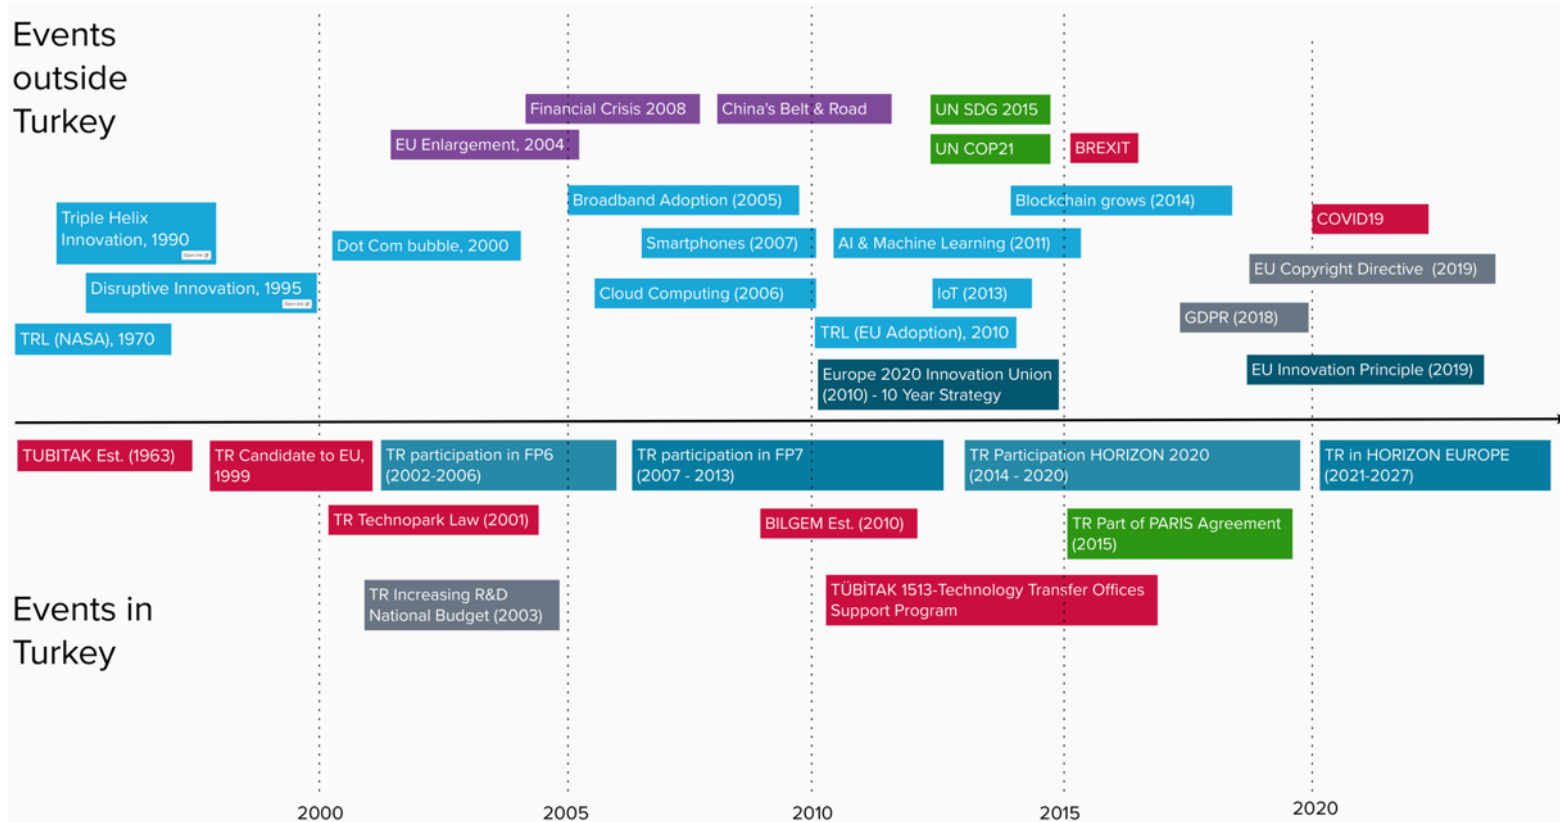 Events
outside
Turkey
Financial Crisis 2008
China's Belt & Road
UN SDG 2015
EU Enlargement, 2004
UN COP21
BREXIT
Broadband Adoption (2005)
Blockchain grows (2014)
Triple Helix
Innovation, 1990
COVID19
Dot Com bubble, 2000
Smartphones (2007)
AI & Machine Learning (2011)
EU Copyright Directive (2019)
Disruptive Innovation, 1995
Cloud Computing (2006)
IoT (2013)
GDPR (2018)
TRL (NASA), 1970
TRL (EU Adoption), 2010
Europe 2020 Innovation Union
(2010) - 10 Year Strategy
EU Innovation Principle (2019)
TUBITAK Est. (1963)
TR Candidate to EU,
1999
TR participation in FP6
(2002-2006)
TR participation in FP7
(2007 - 2013)
TR Participation HORIZON 2020
(2014 - 2020)
TR in HORIZON EUROPE
(2021-2027)
TR Technopark Law (2001)
BILGEM Est. (2010)
TR Part of PARIS Agreement
(2015)
TR Increasing R&D
National Budget (2003)
TÜBİTAK 1513-Technology Transfer Offices
Support Program
Events in
Turkey
2000
2005
2010
2015
2020